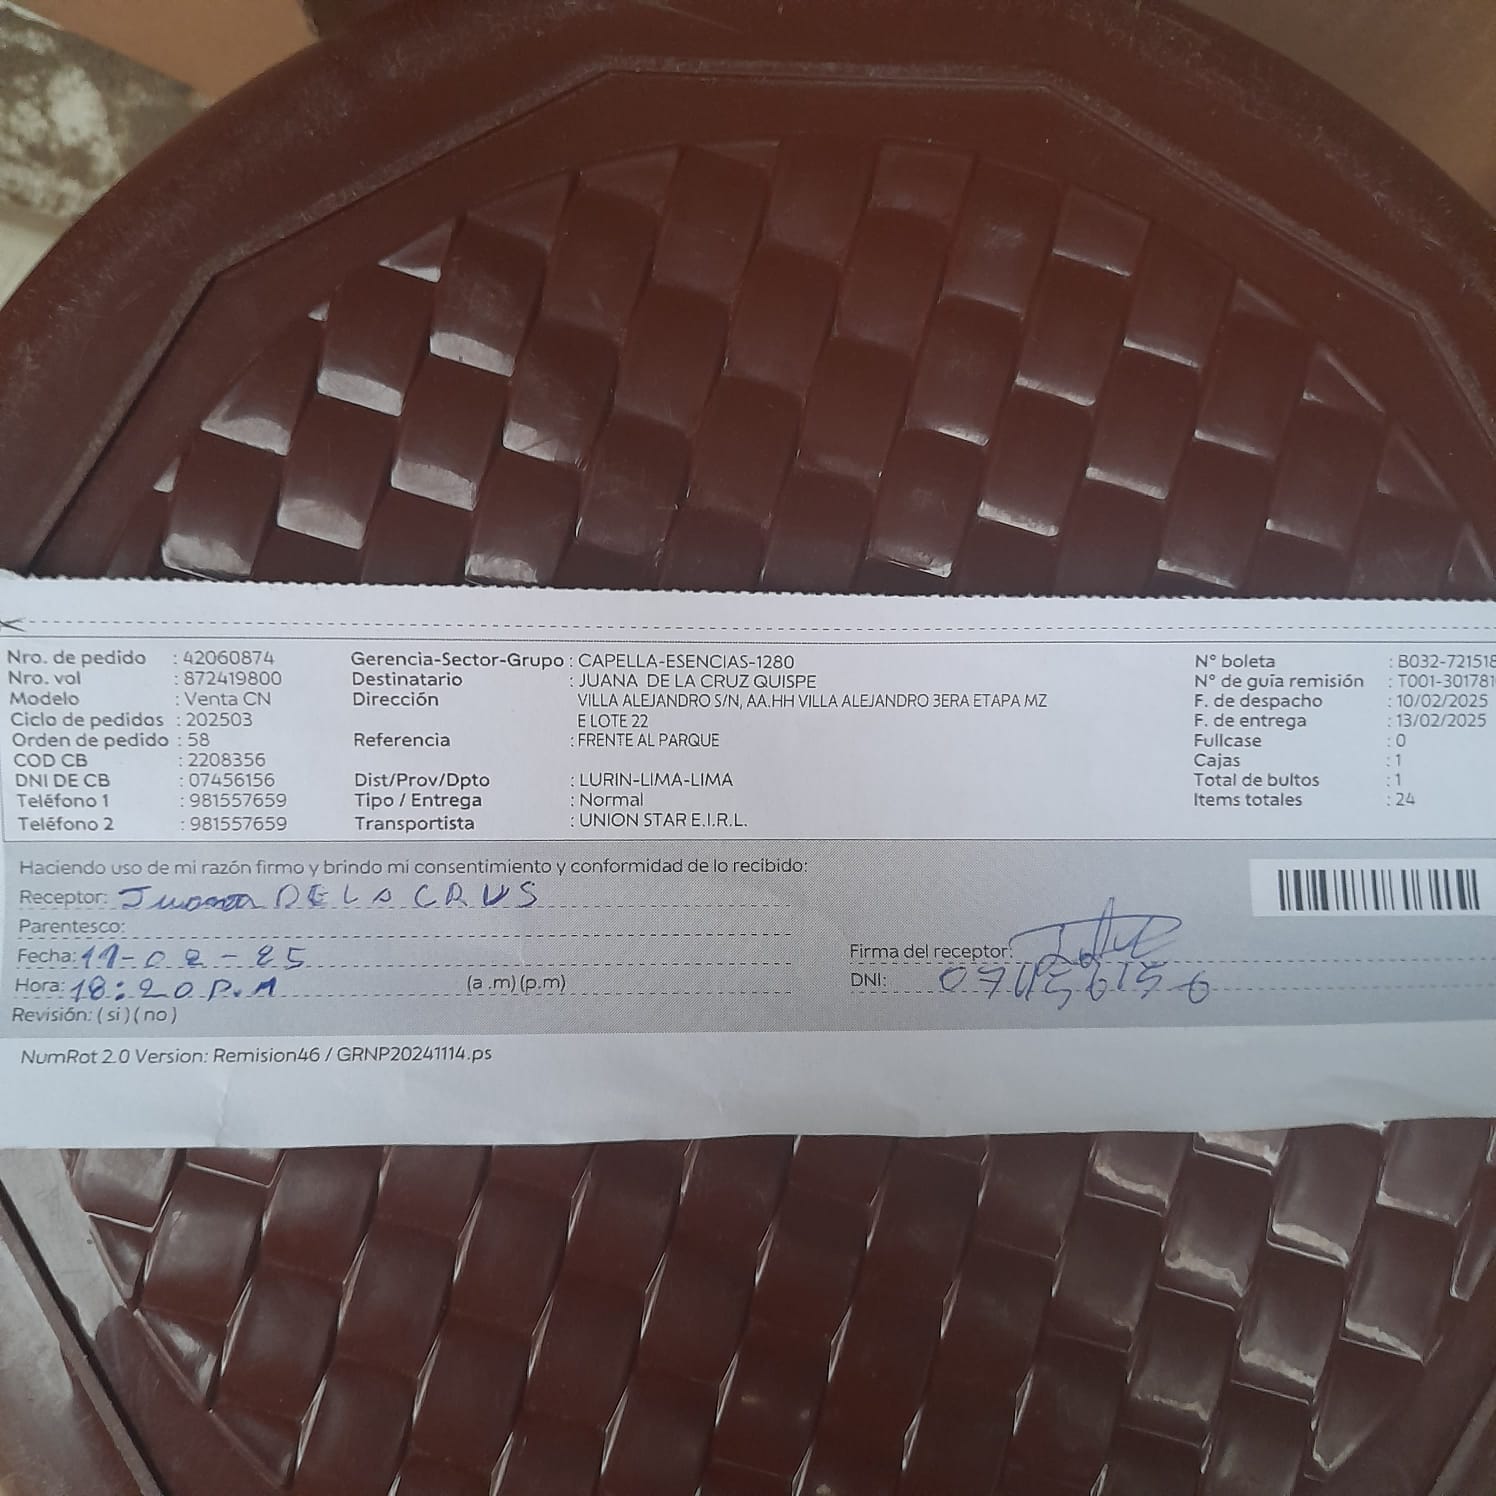 Nro. de pedido : 42060874 Gerencia-Sector-Grupo : CAPELLA-ESENCIAS-1280 N° boleta : B032-721518
Nro. vol : 872419800 Destinatario : JUANA DE LA CRUZ QUISPE N° de guía remisión : T001-301781
Modelo : Venta CN Dirección VILLA ALEJANDRO S/N, AA.HH VILLA ALEJANDRO 3ERA ETAPA MZ F. de despacho : 10/02/2025
Ciclo de pedidos : 202503 E LOTE 22 F. de entrega : 13/02/2025
Orden de pedido : 58 Referencia : FRENTE AL PARQUE Fullcase : 0
COD CB : 2208356 Cajas : 1
DNI DE CB : 07456156 Dist/Prov/Dpto : LURIN-LIMA-LIMA Total de bultos : 1
Teléfono 1 : 981557659 Tipo / Entrega : Normal Items totales : 24
Teléfono 2 : 981557659 Transportista : UNION STAR E.I.R.L.
Haciendo uso de mi razón firmo y brindo mi consentimiento y conformidad de lo recibido:
Receptor: Juana DE LA CRUS
Parentesco:
Fecha: 11-02-25 Firma del receptor:
Hora: 18:20 P.M (a .m) (p.m) DNI: 07456156
Revisión: ( si ) ( no )
NumRot 2.0 Version: Remision46 / GRNP20241114.ps